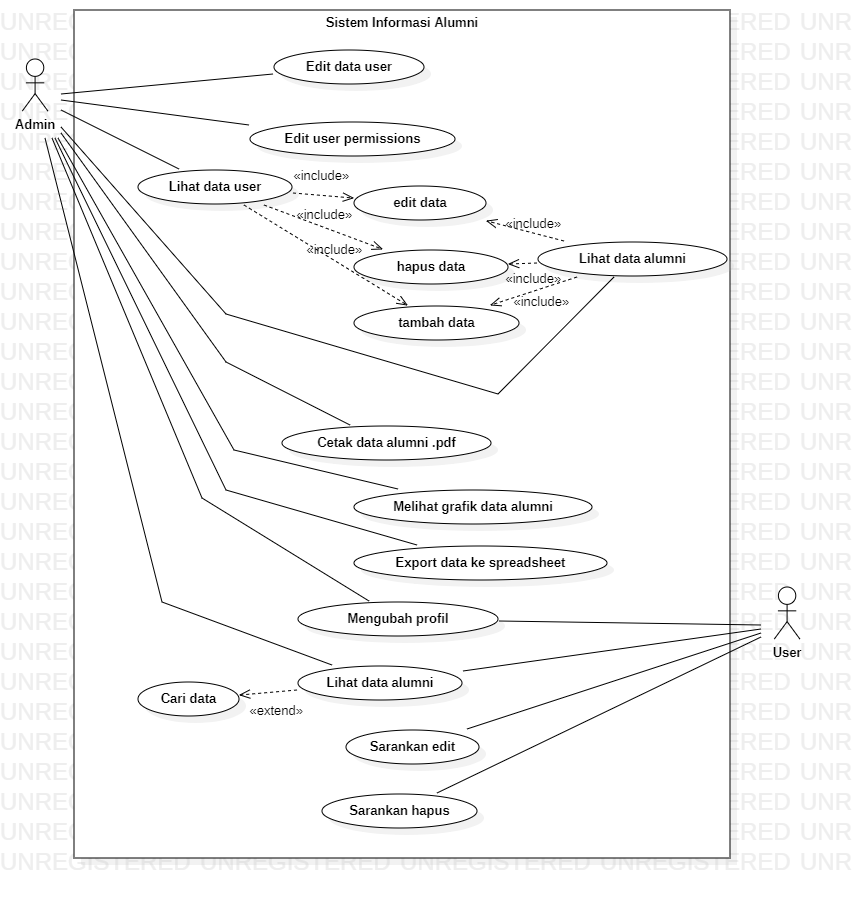 Sistem Informasi Alumni
Edit data user
Admin
Edit user permissions
«include»
Lihat data user
edit data
«include»
«include»
«include»
hapus data
Lihat data alumni
«include»
«include»
tambah data
Cetak data alumni .pdf
Melihat grafik data alumni
Export data ke spreadsheet
Mengubah profil
User
Lihat data alumni
Cari data
«extend»
Sarankan edit
Sarankan hapus
UNREGISTERED UNREGISTERED UNREGISTERED UNREGISTERED UNR